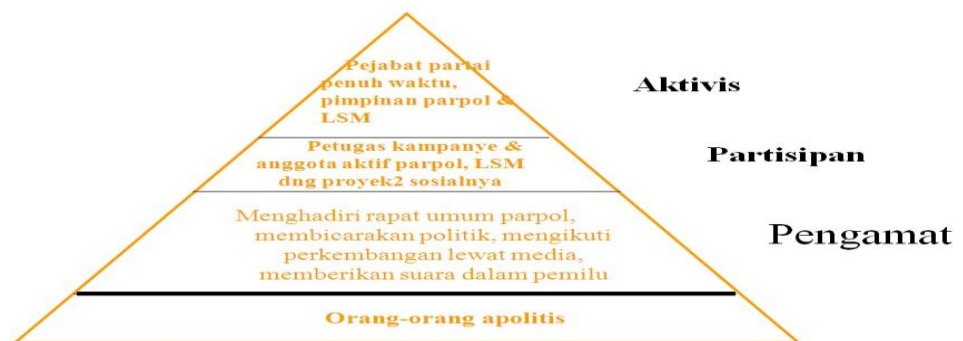 Pejabat partai
penuh waktu,
pimpinan parpol &
LSM
Aktivis
Petugas kampanye &
anggota aktif parpol, LSM
dng proyek2 sosialnya
Partisipan
Menghadiri rapat umum parpol,
membicarakan politik, mengikuti
perkembangan lewat media,
memberikan suara dalam pemilu
Pengamat
Orang-orang apolitis